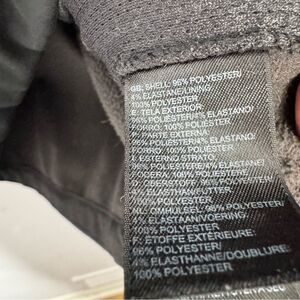 GB: SHELL: 96% POLYESTER/
4% ELASTANE/LINING:
100% POLYESTER
E: TELA EXTERIOR:
96% POLIÉSTER/4% ELASTANO/
FORRO: 100% POLIÉSTER
P: PARTE EXTERNA:
96% POLIÉSTER/4% ELASTANO/
FORRO: 100% POLIÉSTER
I: ESTERNO STRATO:
96% POLIESTERE/4% ELASTANE/
FODERA: 100% POLIESTERE
D: OBERSTOFF: 96% POLYESTER/
4% ELASTHAN/FUTTER:
100% POLYESTER
NL: OMHULSEL: 96% POLYESTER/
4% ELASTAAN/VOERING:
100% POLYESTER
F: ÉTOFFE EXTÉRIEURE:
96% POLYESTER/
4% ÉLASTHANNE/DOUBLURE:
100% POLYESTER